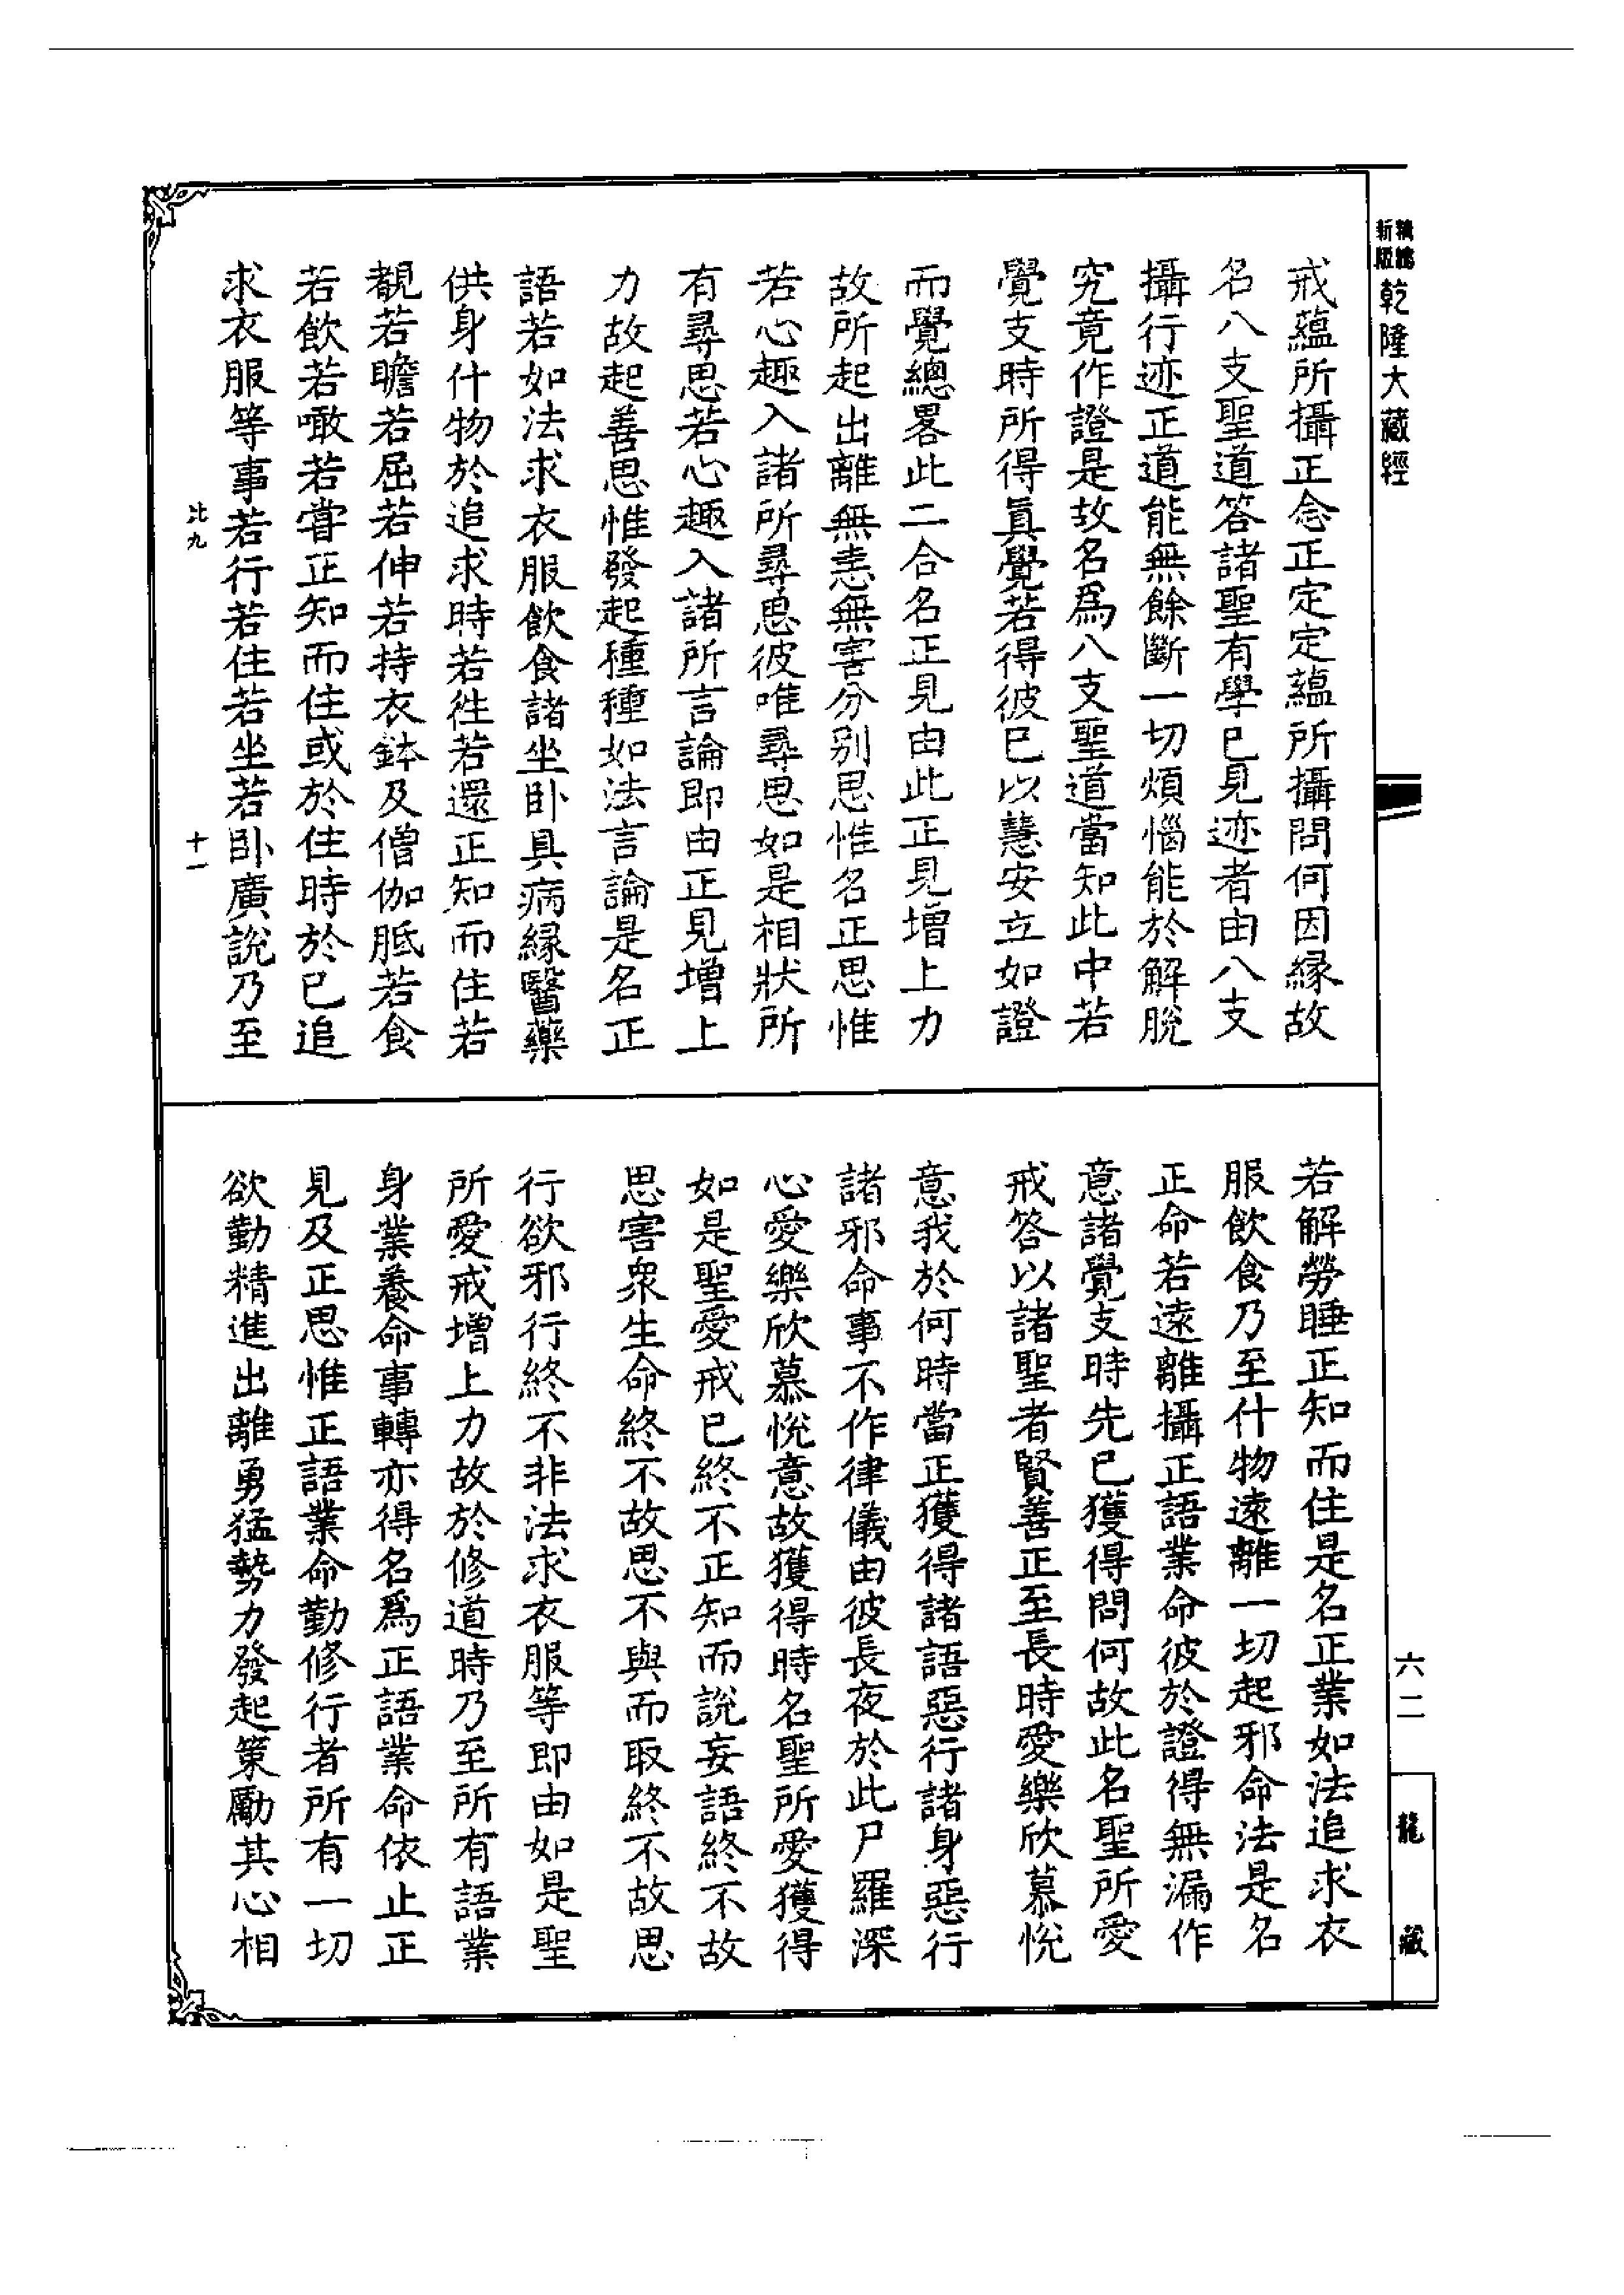 新版精縮乾隆大藏經
戒蘊所攝正念正定定蘊所攝問何因縁故
名八支聖道答諸聖有學已見迹者由八支
攝行迹正道能無餘斷一切煩惱能於解脫
究竟作證是故名爲八支聖道當知此中若
覺支時所得眞覺若得彼已以慧安立如證
而覺總畧此二合名正見由此正見增上力
故所起出離無恚無害分别思惟名正思惟
若心趣入諸所尋思彼唯尋思如是相狀所
有尋思若心趣入諸所言論即由正見增上
力故起善思惟發起種種如法言論是名正
語若如法求衣服飲食諸坐卧具病縁醫藥
供身什物於追求時若徃若還正知而住若
覩若瞻若屈若伸若持衣鉢及僧伽胝若食
若飲若噉若甞正知而住或於住時於已追
求衣服等事若行若住若坐若卧廣說乃至
比九
十一
若解勞睡正知而住是名正業如法追求衣
服飲食乃至什物遠離一切起邪命法是名
正命若遠離攝正語業命彼於證得無漏作
意諸覺支時先已獲得問何故此名聖所愛
戒答以諸聖者賢善正至長時愛樂欣慕悅
意我於何時當正獲得諸語惡行諸身惡行
諸邪命事不作律儀由彼長夜於此尸羅深
心愛樂欣慕悅意故獲得時名聖所愛獲得
如是聖愛戒已終不正知而說妄語終不故
思害衆生命終不故思不與而取終不故思
行欲邪行終不非法求衣服等即由如是聖
所愛戒增上力故於修道時乃至所有語業
身業養命事轉亦得名爲正語業命依止正
見及正思惟正語業命勤修行者所有一切
欲勤精進出離勇猛勢力發起策勵其心相
六二
龍藏